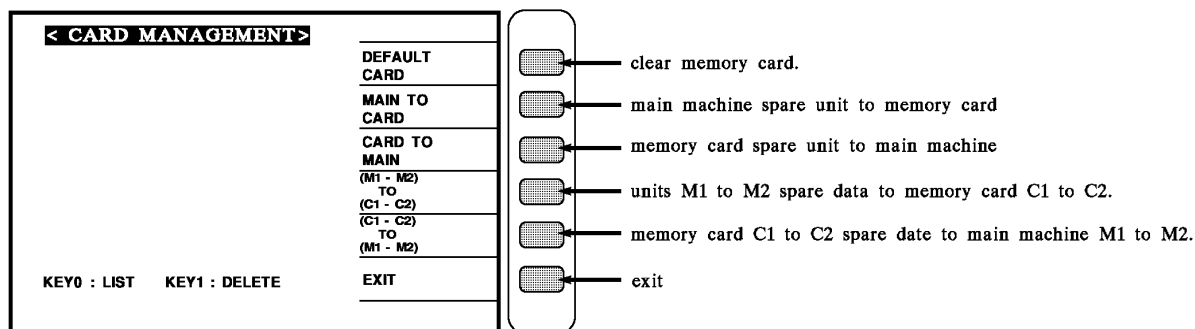 < CARD MANAGEMENT>
DEFAULT
CARD
clear memory card.
MAIN TO
CARD
main machine spare unit to memory card
CARD TO
MAIN
memory card spare unit to main machine
(M1 - M2)
TO
(C1 - C2)
units M1 to M2 spare data to memory card C1 to C2.
(C1 - C2)
TO
(M1 - M2)
memory card C1 to C2 spare date to main machine M1 to M2.
KEY0 : LIST KEY1 : DELETE
EXIT
exit